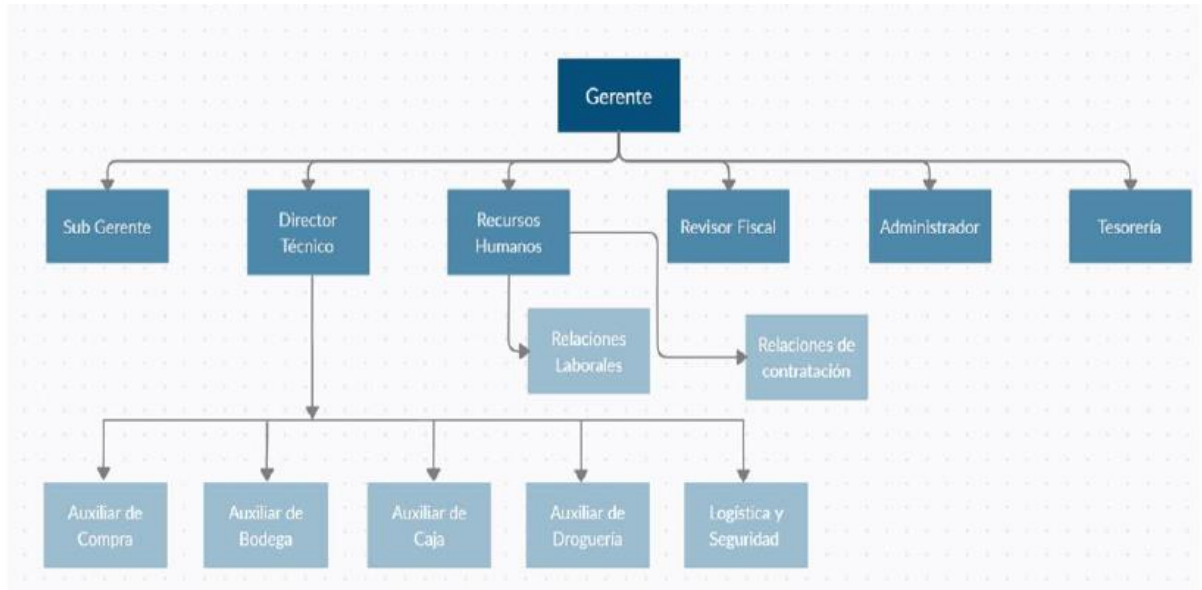 Gerente
Sub Gerente
Director
Técnico
Recursos
Humanos
Revisor Fiscal
Administrador
Tesorería
Relaciones
Laborales
Relaciones de
contratación
Auxiliar de
Compra
Auxiliar de
Bodega
Auxiliar de
Caja
Auxiliar de
Droguería
Logística y
Seguridad